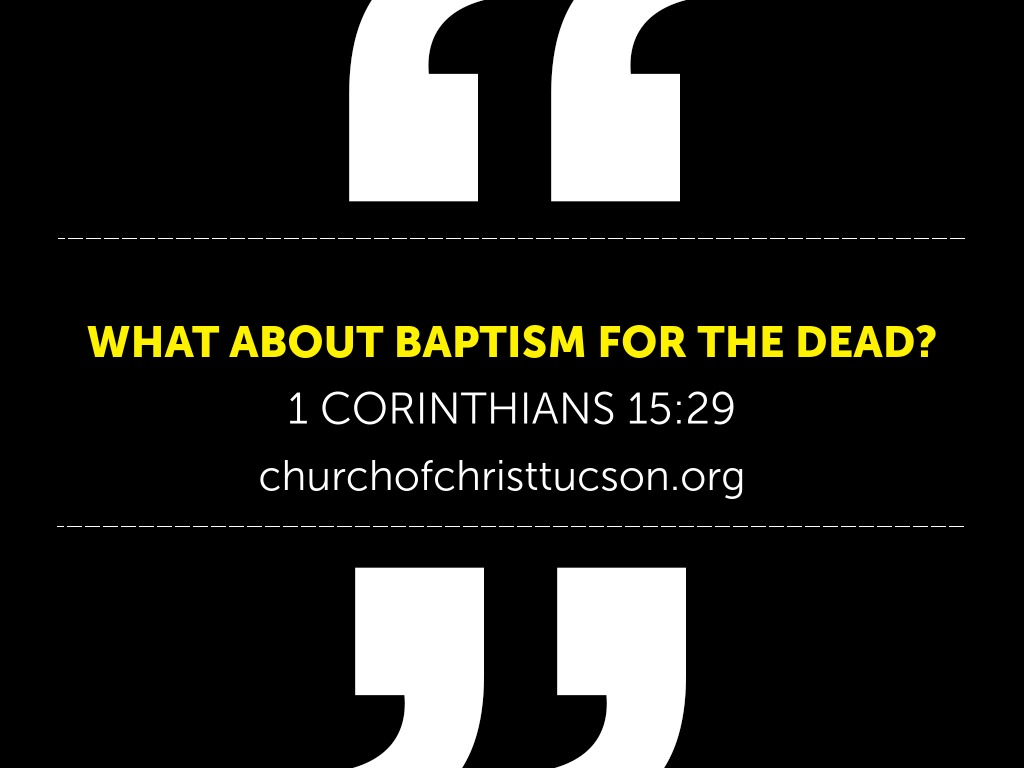 “
WHAT ABOUT BAPTISM FOR THE DEAD?
1 CORINTHIANS 15:29
churchofchristtucson.org
”